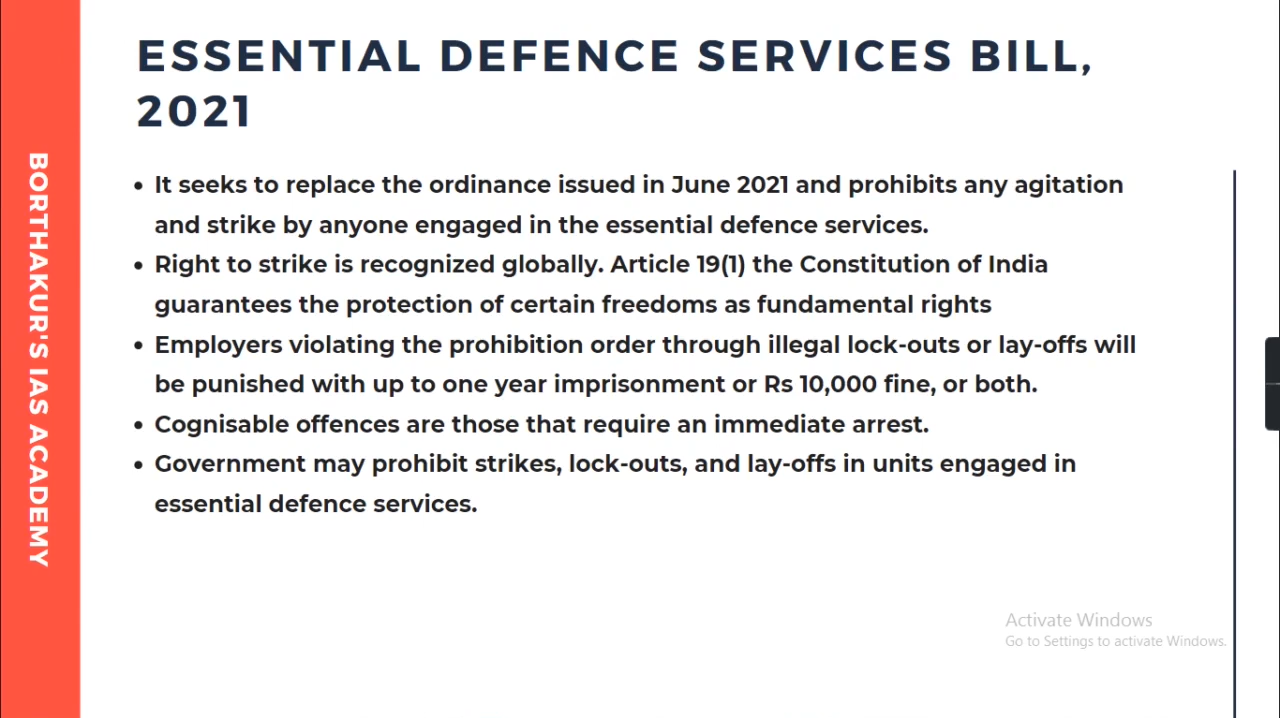 ESSENTIAL DEFENCE SERVICES BILL,
2021
BORTHAKUR'S IAS ACADEMY
• It seeks to replace the ordinance issued in June 2021 and prohibits any agitation
and strike by anyone engaged in the essential defence services.
• Right to strike is recognized globally. Article 19(1) the Constitution of India
guarantees the protection of certain freedoms as fundamental rights
• Employers violating the prohibition order through illegal lock-outs or lay-offs will
be punished with up to one year imprisonment or Rs 10,000 fine, or both.
• Cognisable offences are those that require an immediate arrest.
• Government may prohibit strikes, lock-outs, and lay-offs in units engaged in
essential defence services.
Activate Windows
Go to Settings to activate Windows.